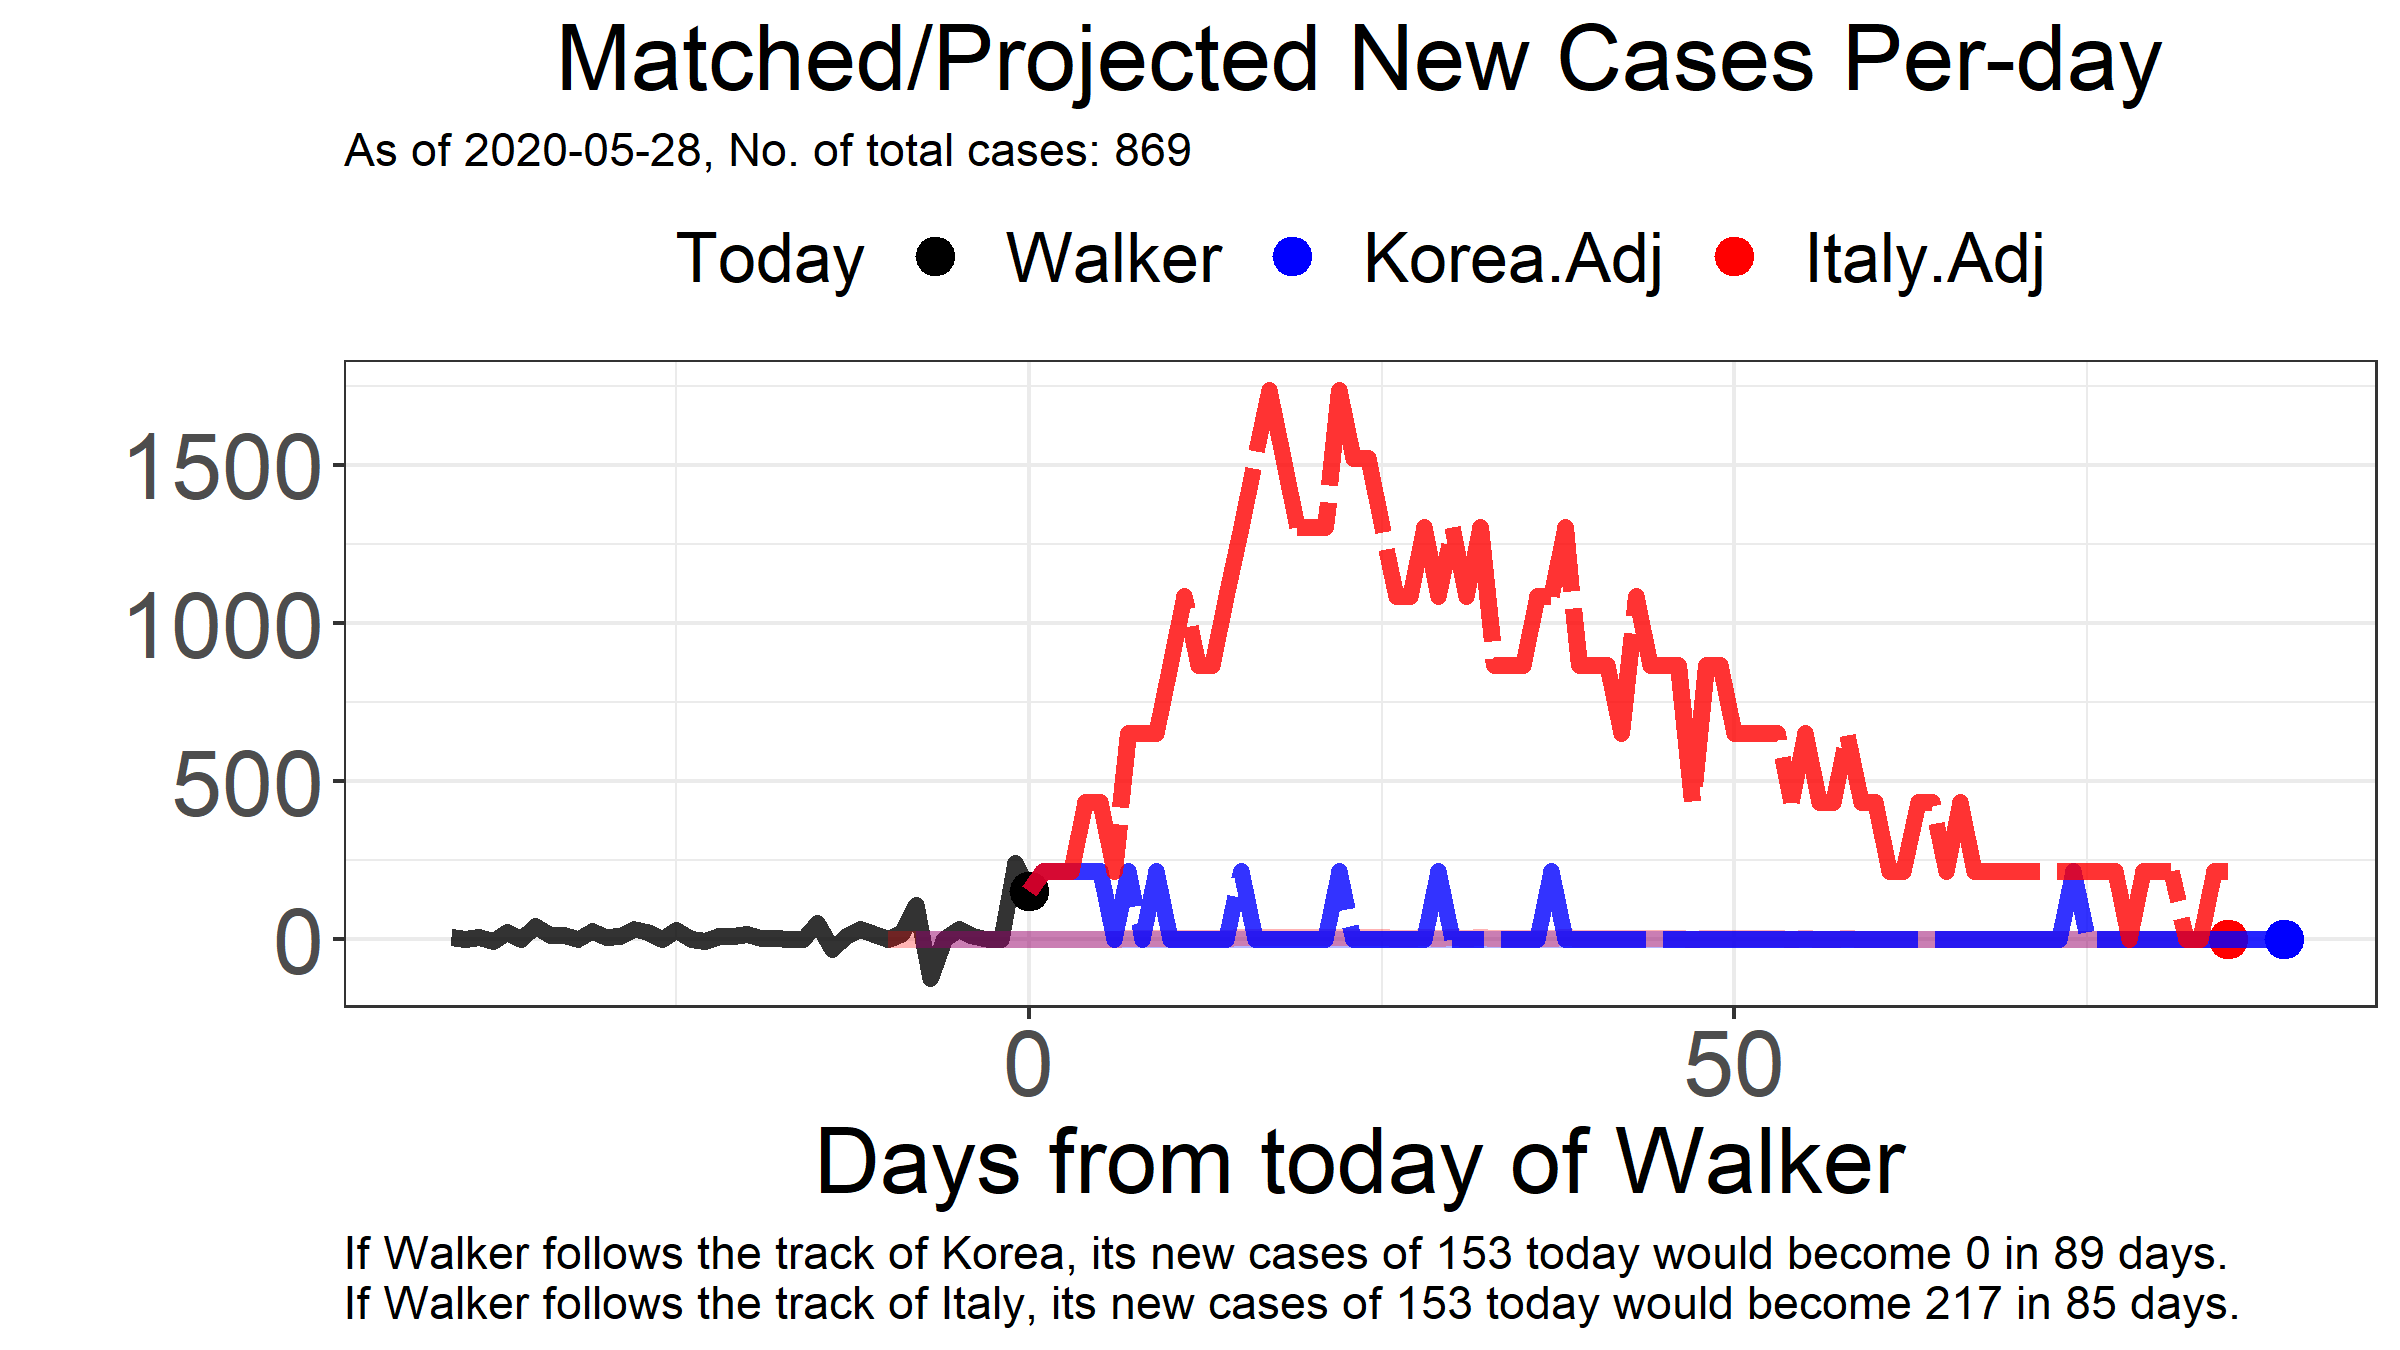 Matched/Projected New Cases Per-day
As of 2020-05-28, No. of total cases: 869
Today Walker Korea.Adj Italy.Adj
1500
1000
500
0
0 50
Days from today of Walker
If Walker follows the track of Korea, its new cases of 153 today would become 0 in 89 days.
If Walker follows the track of Italy, its new cases of 153 today would become 217 in 85 days.